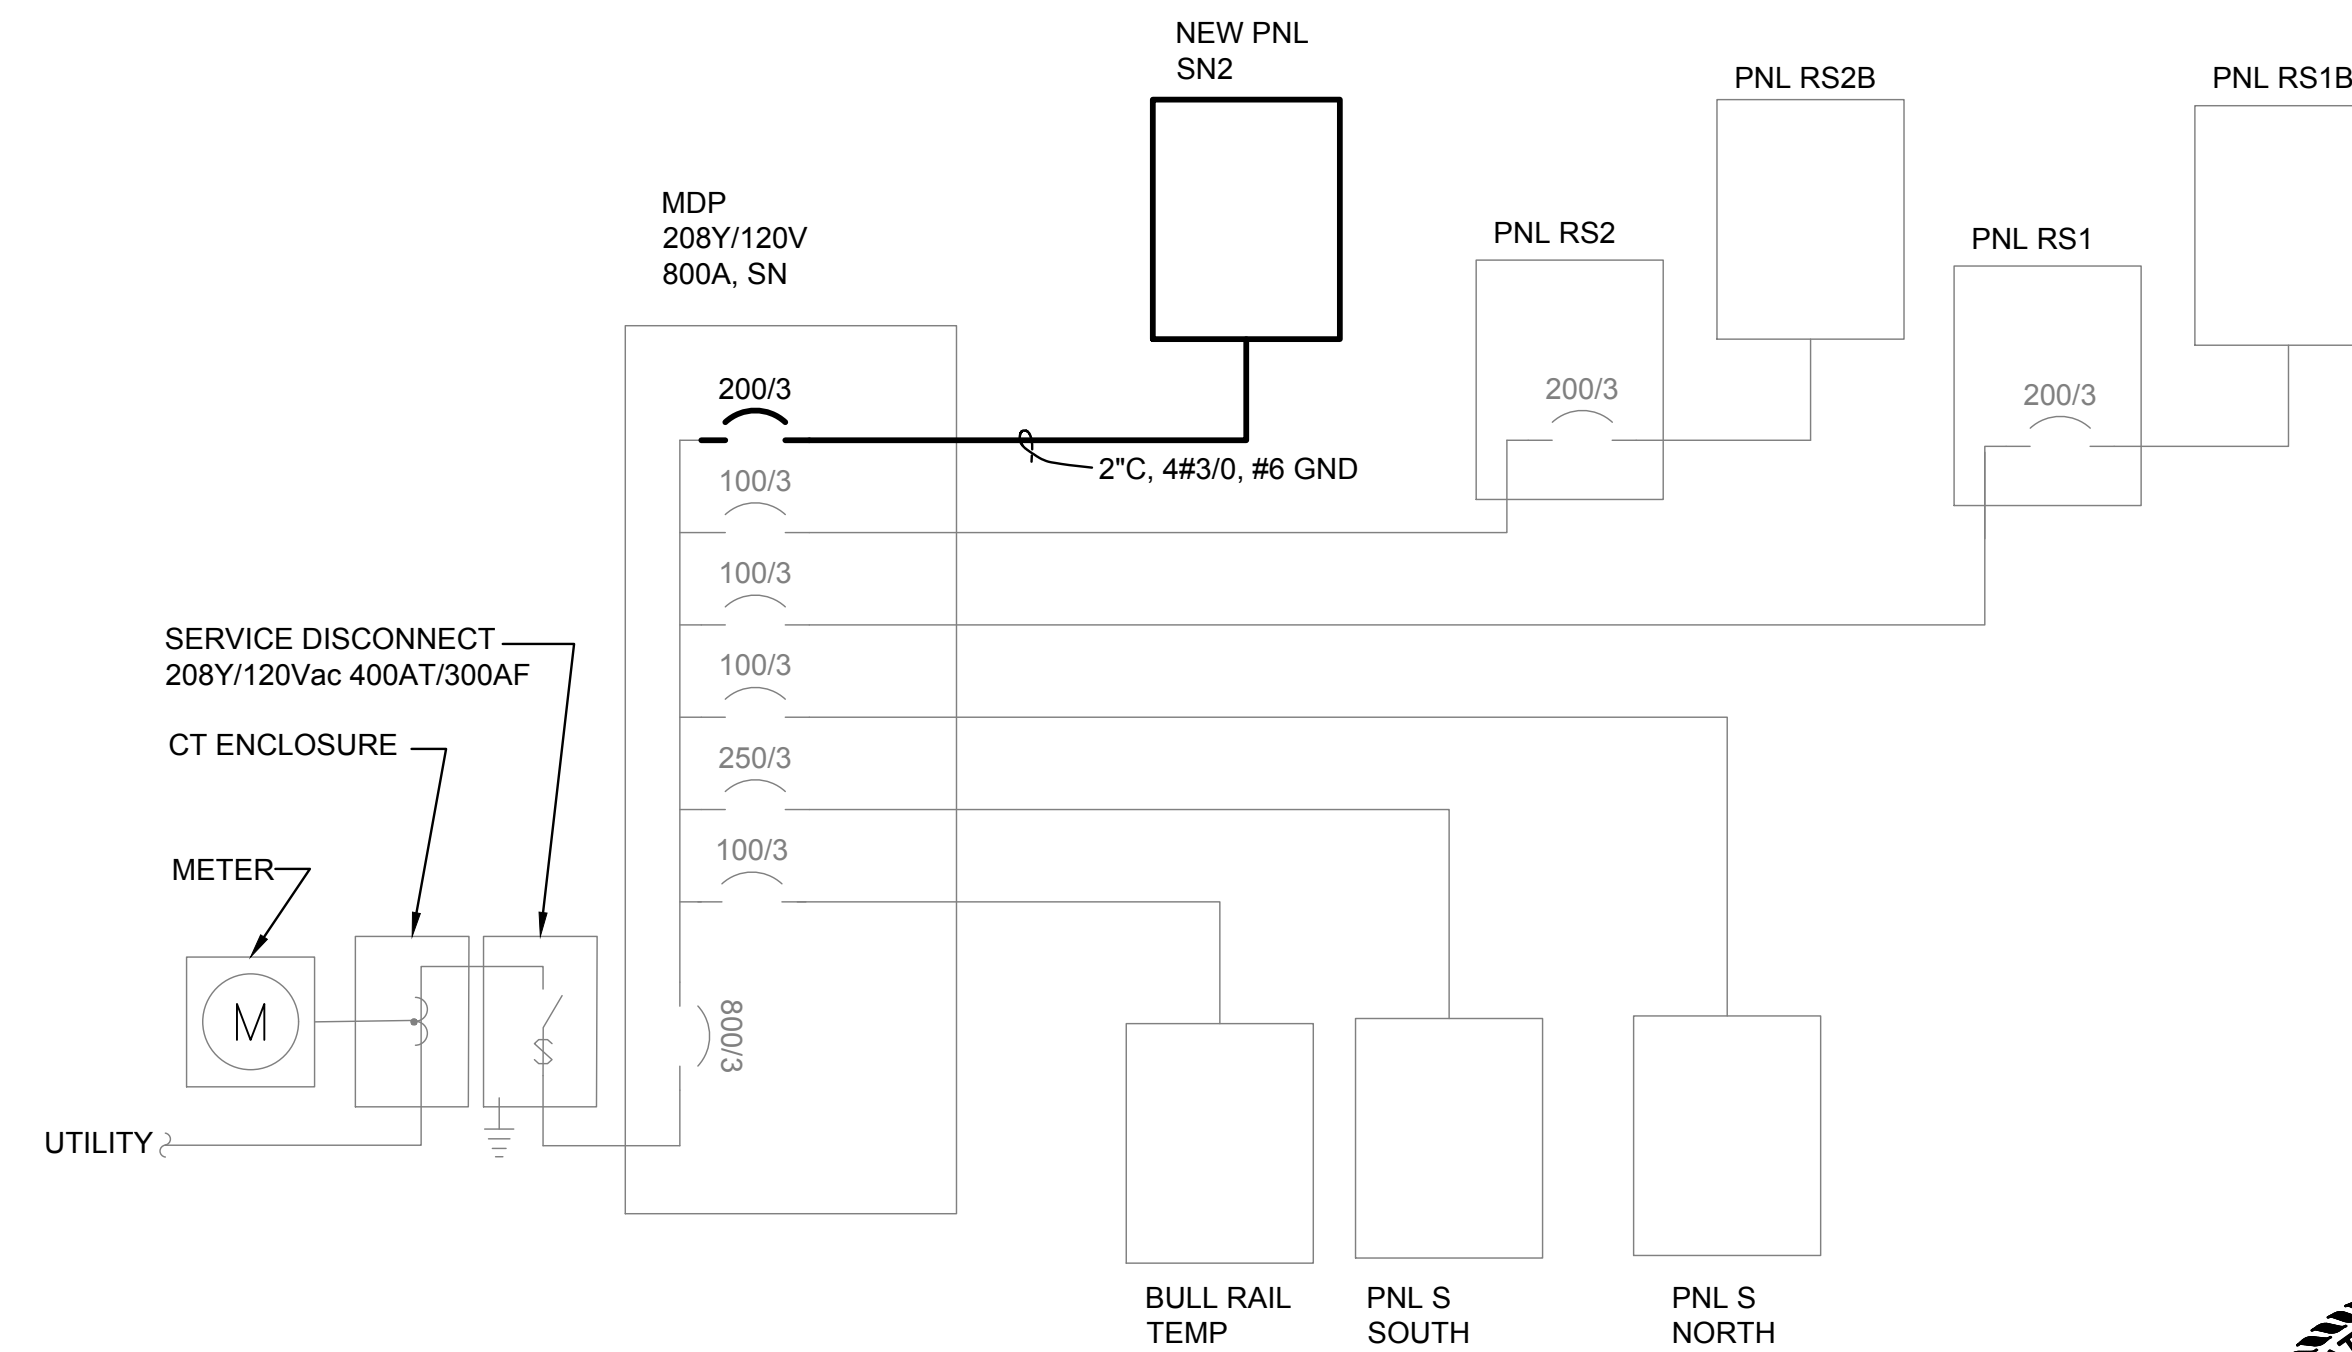 NEW PNL
SN2
PNL RS2B
PNL RS1B
MDP
208Y/120V
800A, SN
PNL RS2
PNL RS1
200/3
200/3
200/3
2"C, 4#3/0, #6 GND
100/3
100/3
SERVICE DISCONNECT
208Y/120Vac 400AT/300AF
100/3
CT ENCLOSURE
250/3
100/3
METER
M
800/3
UTILITY
BULL RAIL
TEMP
PNL S
SOUTH
PNL S
NORTH